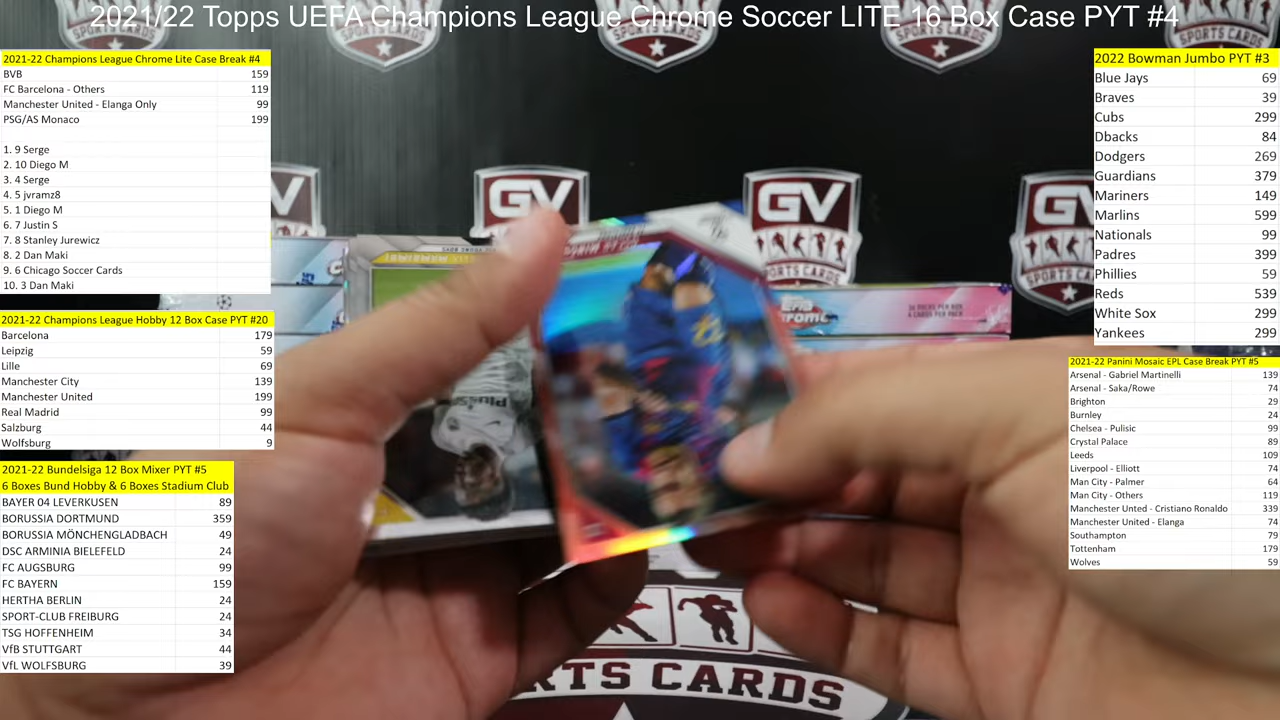 2021/22 Topps UEFA Champions League Chrome Soccer LITE 16 Box Case PYT #4
2021-22 Champions League Chrome Lite Case Break #4
BVB 159
FC Barcelona - Others 119
Manchester United - Elanga Only 99
PSG/AS Monaco 199
1. 9 Serge
2. 10 Diego M
3. 4 Serge
4. 5 jvramz8
5. 1 Diego M
6. 7 Justin S
7. 8 Stanley Jurewicz
8. 2 Dan Maki
9. 6 Chicago Soccer Cards
10. 3 Dan Maki
2021-22 Champions League Hobby 12 Box Case PYT #20
Barcelona 179
Leipzig 59
Lille 69
Manchester City 139
Manchester United 199
Real Madrid 99
Salzburg 44
Wolfsburg 9
2021-22 Bundelsiga 12 Box Mixer PYT #5
6 Boxes Bund Hobby & 6 Boxes Stadium Club
BAYER 04 LEVERKUSEN 89
BORUSSIA DORTMUND 359
BORUSSIA MÖNCHENGLADBACH 49
DSC ARMINIA BIELEFELD 24
FC AUGSBURG 99
FC BAYERN 159
HERTHA BERLIN 24
SPORT-CLUB FREIBURG 24
TSG HOFFENHEIM 34
VfB STUTTGART 44
VfL WOLFSBURG 39
2022 Bowman Jumbo PYT #3
Blue Jays 69
Braves 39
Cubs 299
Dbacks 84
Dodgers 269
Guardians 379
Mariners 149
Marlins 599
Nationals 99
Padres 399
Phillies 59
Reds 539
White Sox 299
Yankees 299
2021-22 Panini Mosaic EPL Case Break PYT #5
Arsenal - Gabriel Martinelli 139
Arsenal - Saka/Rowe 74
Brighton 29
Burnley 24
Chelsea - Pulisic 99
Crystal Palace 89
Leeds 109
Liverpool - Elliott 74
Man City - Palmer 64
Man City - Others 119
Manchester Unted - Cristiano Ronaldo 339
Manchester United - Elanga 74
Southampton 79
Tottenham 179
Wolves 59
SPORTS CARDS
GV
SPORTS CARDS
GV
SPORTS CARDS
GV
SPORTS C
RTS CARDS